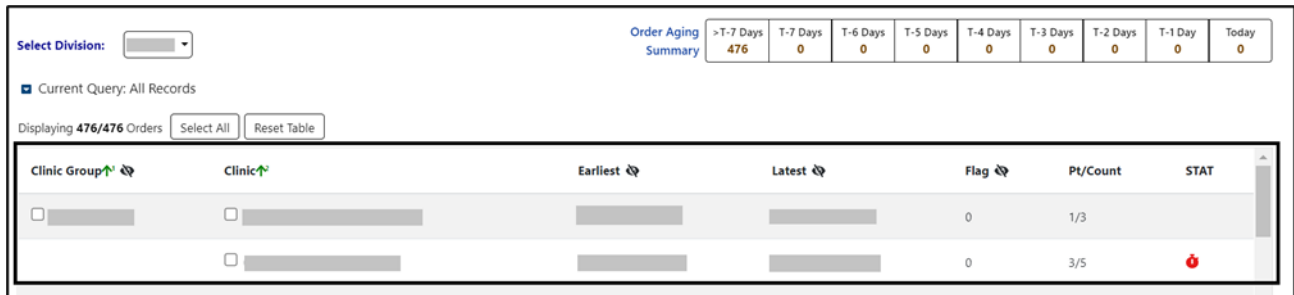 Select Division:
Order Aging Summary
>T-7 Days T-7 Days T-6 Days T-5 Days T-4 Days T-3 Days T-2 Days T-1 Day Today
476 0 0 0 0 0 0 0 0
Current Query: All Records
Displaying 476/476 Orders Select All Reset Table
Clinic Group 1 Clinic 2 Earliest Latest Flag Pt/Count STAT
0 1/3
0 3/5